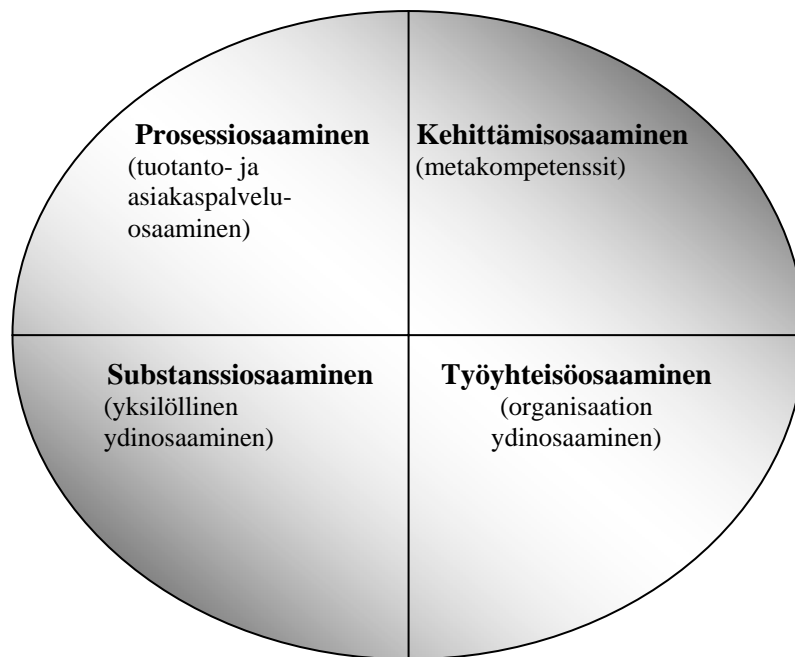 Prosessiosaaminen
(tuotanto- ja
asiakaspalvelu-
osaaminen)
Kehittämisosaaminen
(metakompetenssit)
Substanssiosaaminen
(yksilöllinen
ydinosaaminen)
Työyhteisöosaaminen
(organisaation
ydinosaaminen)